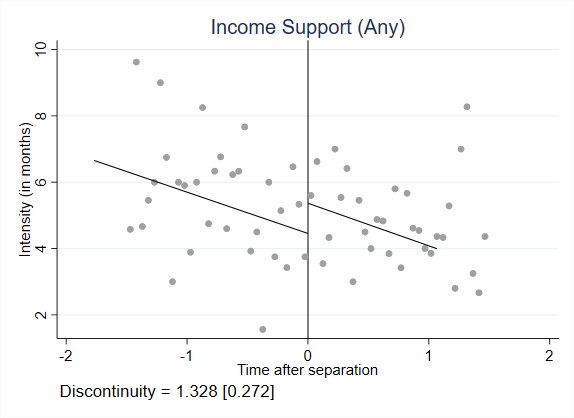 Income Support (Any)
Intensity (in months)
10
8
6
4
2
-2 -1 0 1 2
Time after separation
Discontinuity = 1.328 [0.272]